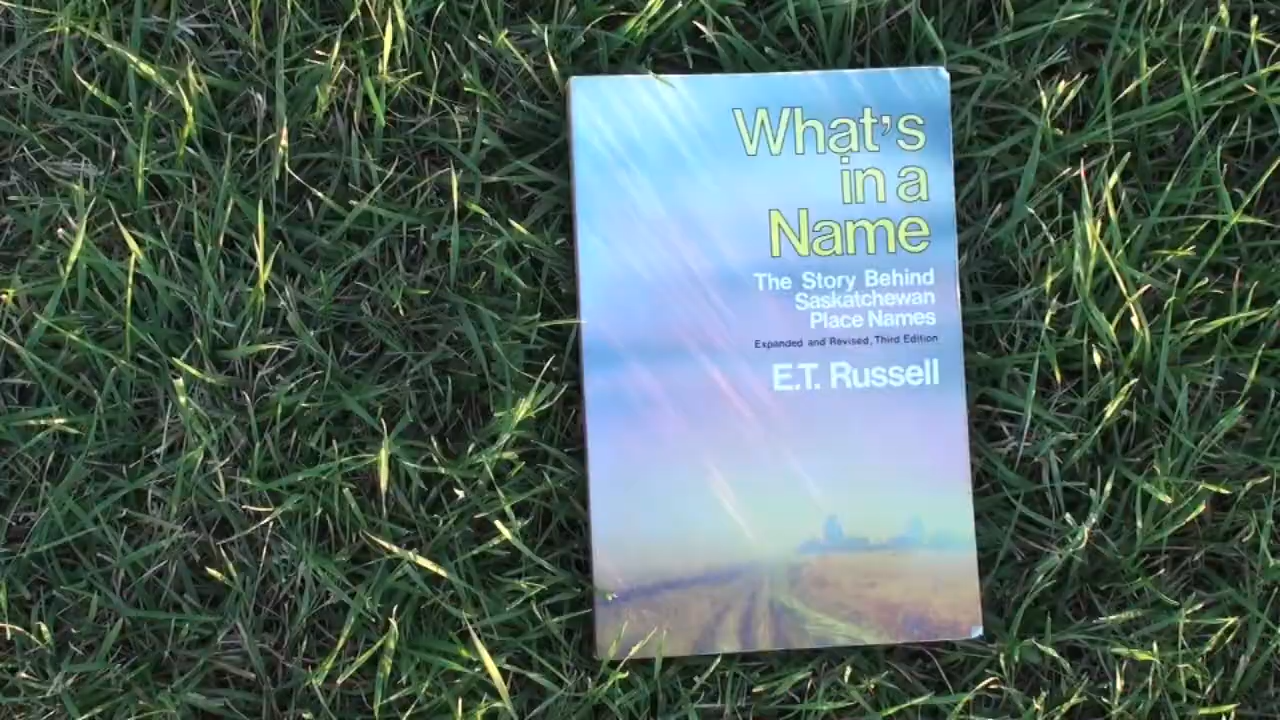 What's
in a
Name
The Story Behind
Saskatchewan
Place Names
Expanded and Revised, Third Edition
E.T. Russell